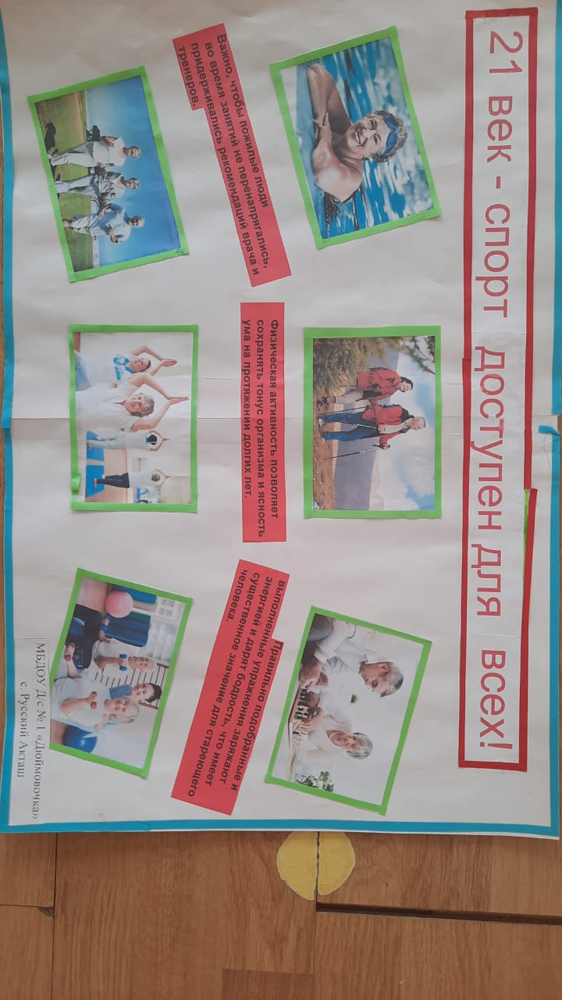 21 век - спорт доступен для всех!
Важно, чтобы пожилые люди
во время занятий не перенапрягались,
придерживались рекомендаций врача и
тренеров.
Физическая активность позволяет
сохранять тонус организма и ясность
ума на протяжении долгих лет.
Правильно подобранные и
выполненные упражнения заряжают
энергией и дарят бодрость, что имеет
существенное значение для стареющего
человека.
МБДОУ Д/с № 1 «Дюймовочка»
с. Русский Акташ